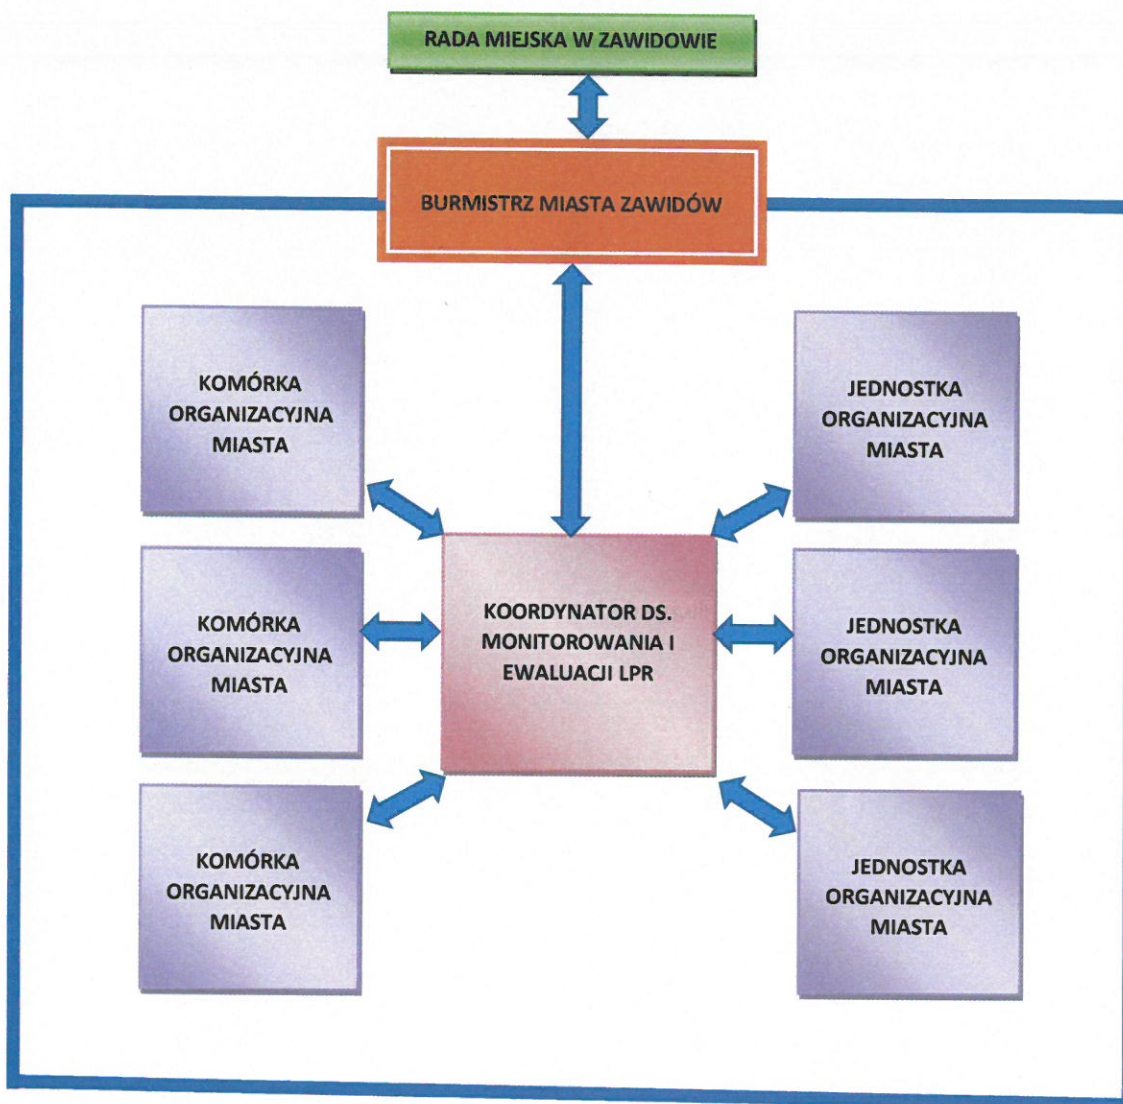 RADA MIEJSKA W ZAWIDOWIE
BURMISTRZ MIASTA ZAWIDÓW
KOMÓRKA
ORGANIZACYJNA
MIASTA
JEDNOSTKA
ORGANIZACYJNA
MIASTA
KOMÓRKA
ORGANIZACYJNA
MIASTA
KOORDYNATOR DS.
MONITOROWANIA I
EWALUACJI LPR
JEDNOSTKA
ORGANIZACYJNA
MIASTA
KOMÓRKA
ORGANIZACYJNA
MIASTA
JEDNOSTKA
ORGANIZACYJNA
MIASTA